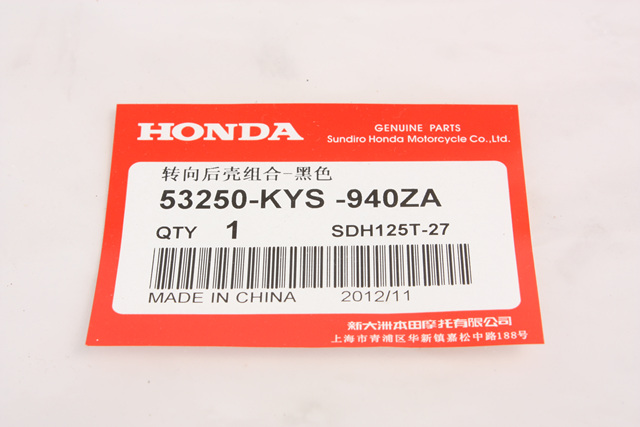 HONDA
GENUINE PARTS
Sundiro Honda Motorcycle Co.,Ltd.
转向后壳组合-黑色
53250-KYS -940ZA
QTY 1 SDH125T-27
MADE IN CHINA 2012/11
新大洲本田摩托有限公司
上海市青浦区华新镇嘉松中路188号